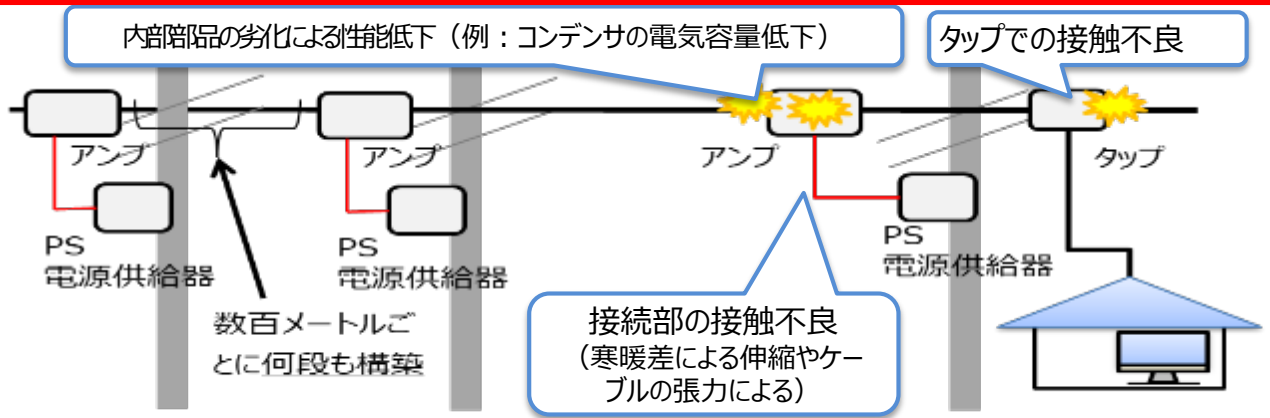 内部部品の劣化による性能低下（例：コンデンサの電気容量低下）
タップでの接触不良
アンプ
アンプ
アンプ
タップ
PS
電源供給器
PS
電源供給器
PS
電源供給器
数百メートルご
とに何段も構築
接続部の接触不良
（寒暖差による伸縮やケー
ブルの張力による）